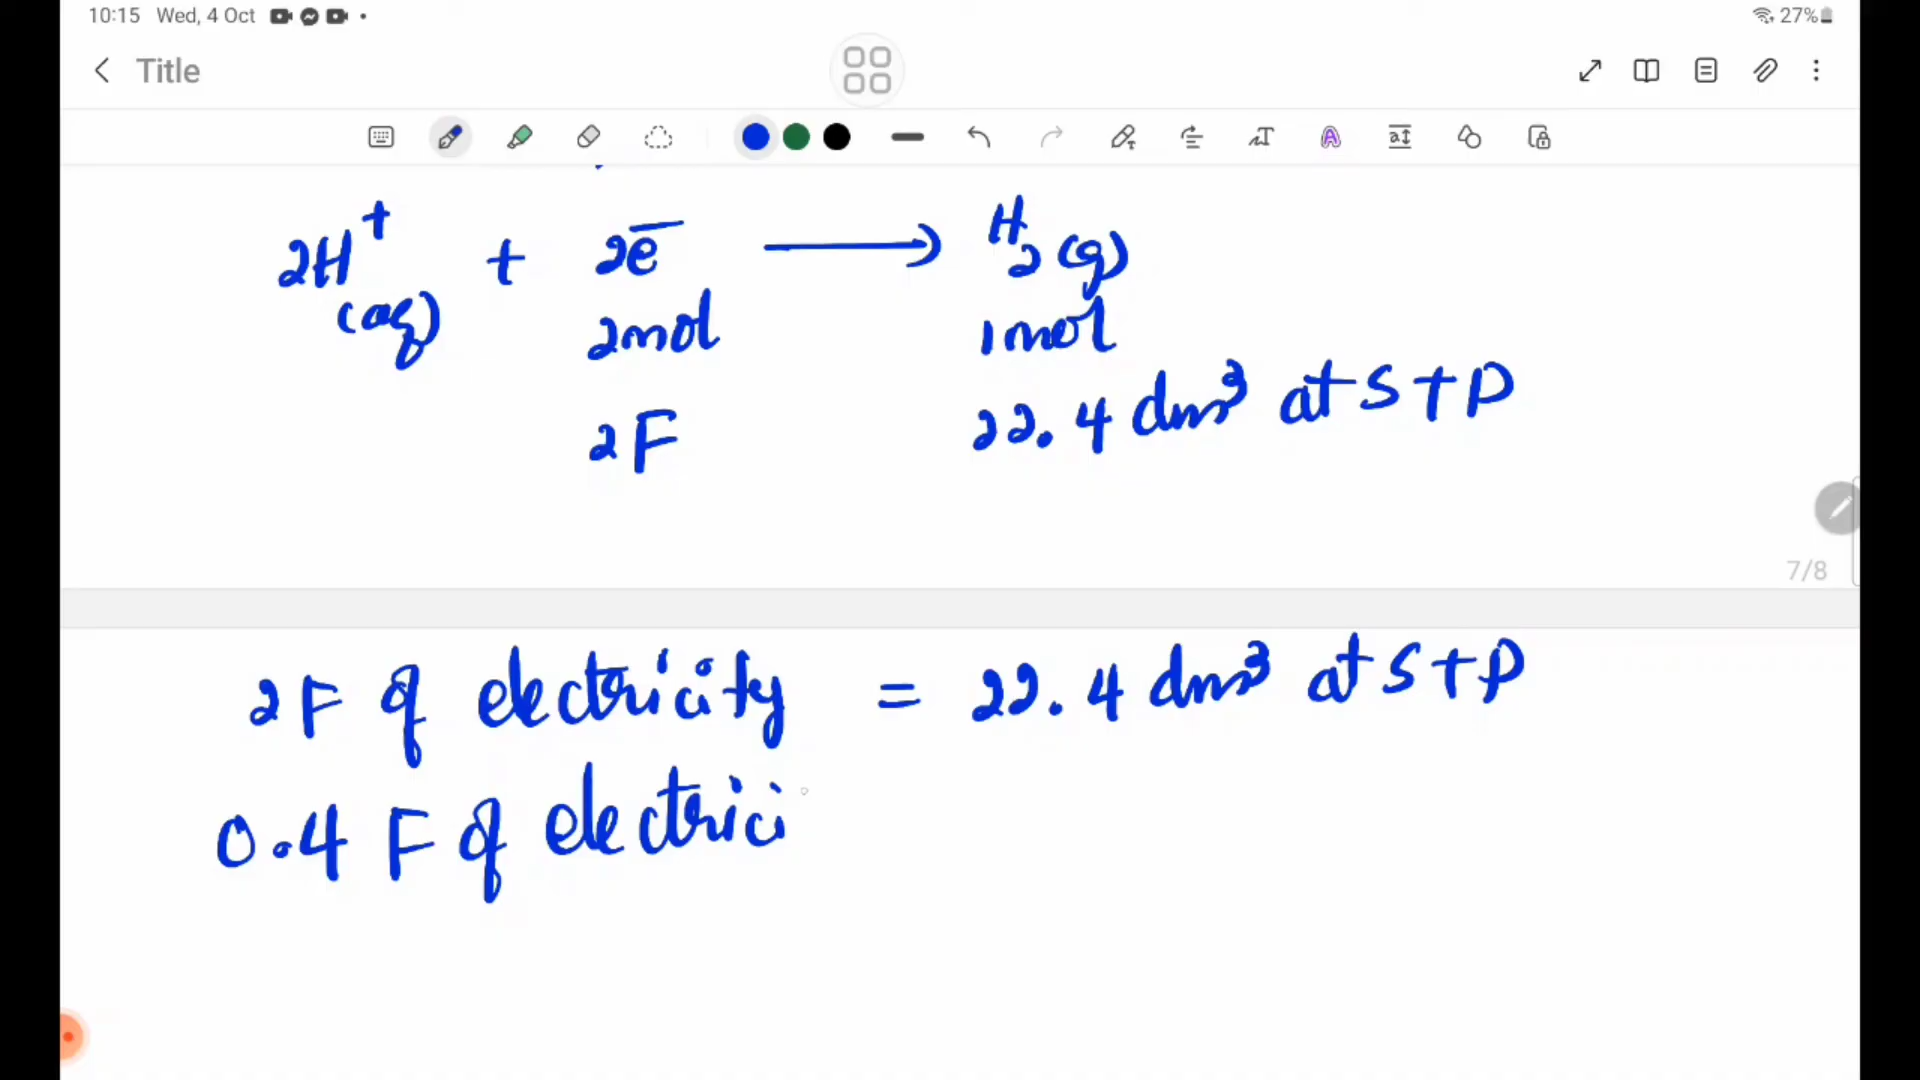 10:15 Wed, 4 Oct 27%
Title
2H⁺(aq) + 2e⁻ ⟶ H₂(g)
2mol 1mol
2F 22.4 dm³ at STP
7/8
2F of electricity = 22.4 dm³ at STP
0.4 F of electrici